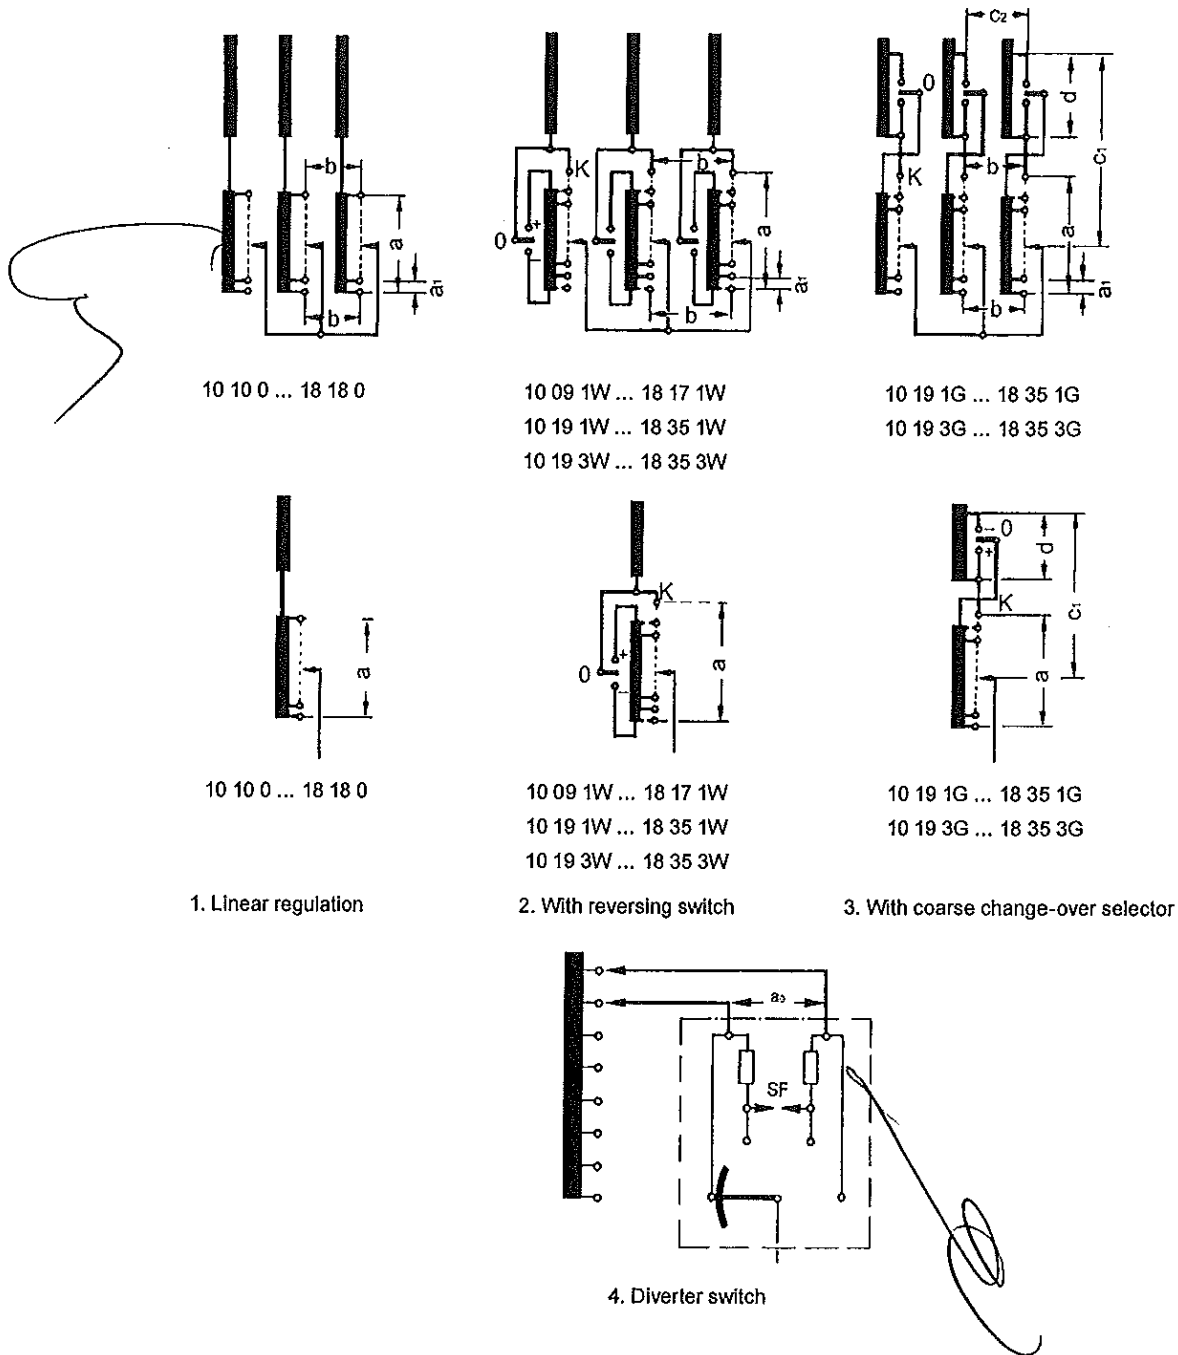 c2
b
a
a1
b
K
+
0
−
b
a
a1
b
0
K
b
d
c1
a
a1
b
10 10 0 ... 18 18 0
10 09 1W ... 18 17 1W
10 19 1W ... 18 35 1W
10 19 3W ... 18 35 3W
10 19 1G ... 18 35 1G
10 19 3G ... 18 35 3G
a
K
+
0
−
a
− 0
+
K
d
c1
a
10 10 0 ... 18 18 0
10 09 1W ... 18 17 1W
10 19 1W ... 18 35 1W
10 19 3W ... 18 35 3W
10 19 1G ... 18 35 1G
10 19 3G ... 18 35 3G
1. Linear regulation
2. With reversing switch
3. With coarse change-over selector
SF
4. Diverter switch